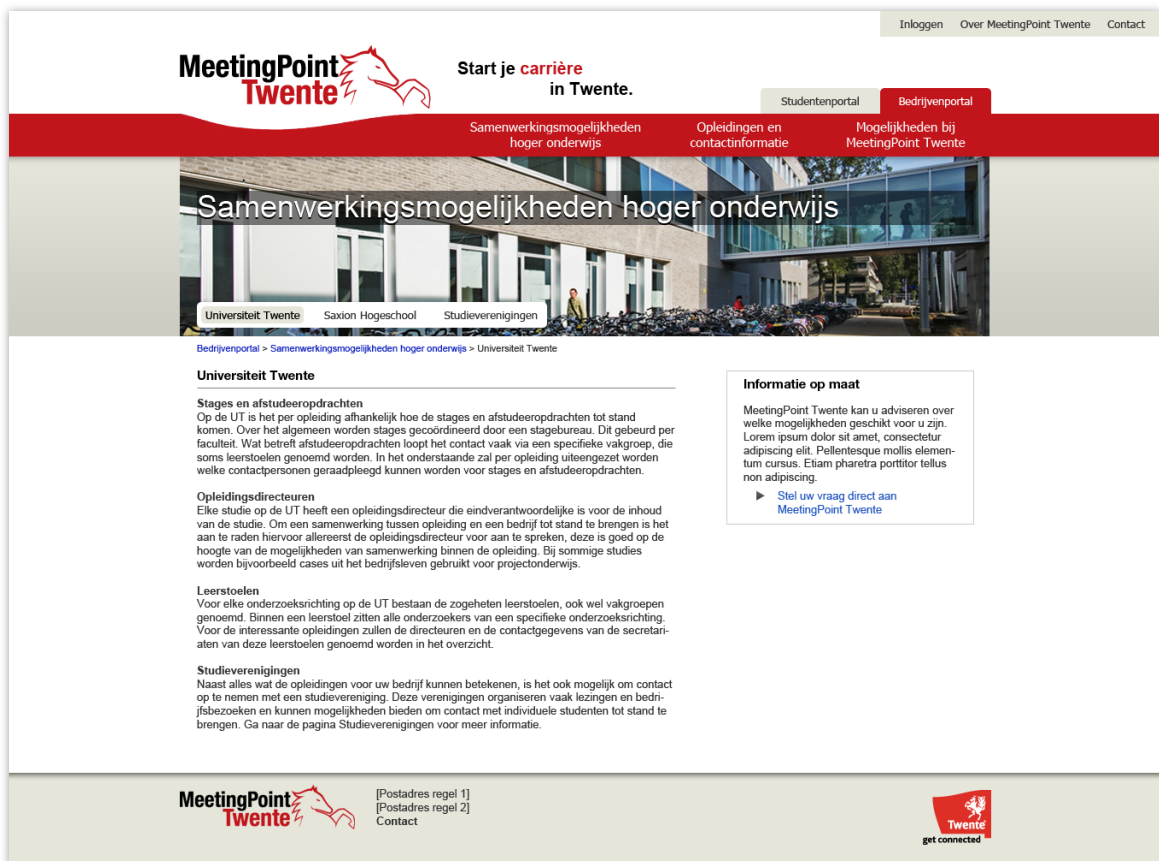 Inloggen Over MeetingPoint Twente Contact
MeetingPoint
Twente
Start je carrière
in Twente.
Studentenportal Bedrijvenportal
Samenwerkingsmogelijkheden
hoger onderwijs
Opleidingen en
contactinformatie
Mogelijkheden bij
MeetingPoint Twente
Samenwerkingsmogelijkheden hoger onderwijs
Universiteit Twente Saxion Hogeschool Studieverenigingen
Bedrijvenportal > Samenwerkingsmogelijkheden hoger onderwijs > Universiteit Twente
Universiteit Twente
Stages en afstudeeropdrachten
Op de UT is het per opleiding afhankelijk hoe de stages en afstudeeropdrachten tot stand
komen. Over het algemeen worden stages gecoördineerd door een stagebureau. Dit gebeurd per
faculteit. Wat betreft afstudeeropdrachten loopt het contact vaak via een specifieke vakgroep, die
soms leerstoelen genoemd worden. In het onderstaande zal per opleiding uiteengezet worden
welke contactpersonen geraadpleegd kunnen worden voor stages en afstudeeropdrachten.
Opleidingsdirecteuren
Elke studie op de UT heeft een opleidingsdirecteur die eindverantwoordelijke is voor de inhoud
van de studie. Om een samenwerking tussen opleiding en een bedrijf tot stand te brengen is het
aan te raden hiervoor allereerst de opleidingsdirecteur voor aan te spreken, deze is goed op de
hoogte van de mogelijkheden van samenwerking binnen de opleiding. Bij sommige studies
worden bijvoorbeeld cases uit het bedrijfsleven gebruikt voor projectonderwijs.
Leerstoelen
Voor elke onderzoeksrichting op de UT bestaan de zogeheten leerstoelen, ook wel vakgroepen
genoemd. Binnen een leerstoel zitten alle onderzoekers van een specifieke onderzoeksrichting.
Voor de interessante opleidingen zullen de directeuren en de contactgegevens van de secretari-
aten van deze leerstoelen genoemd worden in het overzicht.
Studieverenigingen
Naast alles wat de opleidingen voor uw bedrijf kunnen betekenen, is het ook mogelijk om contact
op te nemen met een studievereniging. Deze verenigingen organiseren vaak lezingen en bedri-
jfsbezoeken en kunnen mogelijkheden bieden om contact met individuele studenten tot stand te
brengen. Ga naar de pagina Studieverenigingen voor meer informatie.
Informatie op maat
MeetingPoint Twente kan u adviseren over
welke mogelijkheden geschikt voor u zijn.
Lorem ipsum dolor sit amet, consectetur
adipiscing elit. Pellentesque mollis elemen-
tum cursus. Etiam pharetra porttitor tellus
non adipiscing.
Stel uw vraag direct aan
MeetingPoint Twente
MeetingPoint
Twente
[Postadres regel 1]
[Postadres regel 2]
Contact
Twente
get connected